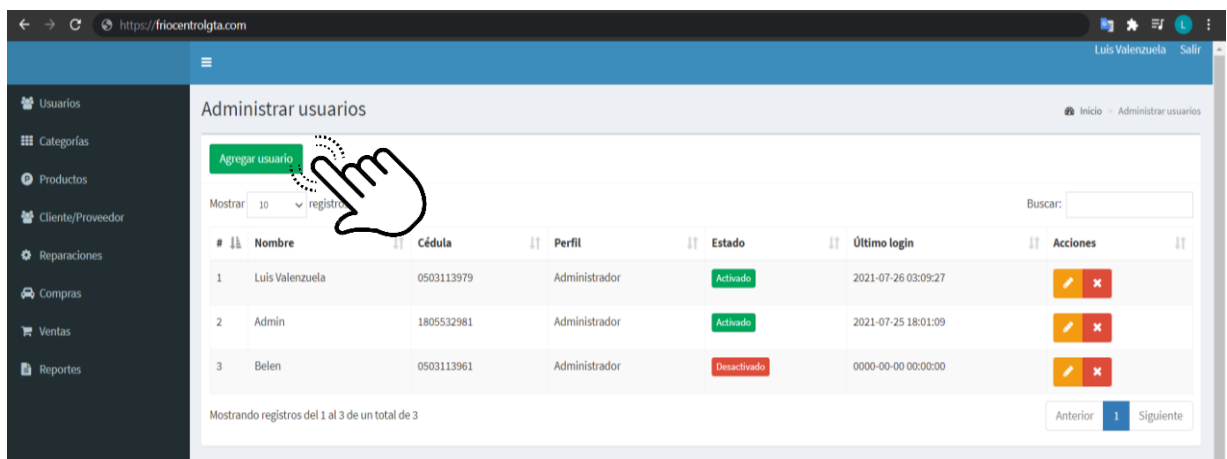 https://friocentrolgta.com
L
Luis Valenzuela Salir
Usuarios
Categorías
Productos
Cliente/Proveedor
Reparaciones
Compras
Ventas
Reportes
Administrar usuarios
Inicio > Administrar usuarios
Agregar usuario
Mostrar 10 registros
Buscar:
# Nombre Cédula Perfil Estado Último login Acciones
1 Luis Valenzuela 0503113979 Administrador Activado 2021-07-26 03:09:27
2 Admin 1805532981 Administrador Activado 2021-07-25 18:01:09
3 Belen 0503113961 Administrador Desactivado 0000-00-00 00:00:00
Mostrando registros del 1 al 3 de un total de 3
Anterior 1 Siguiente